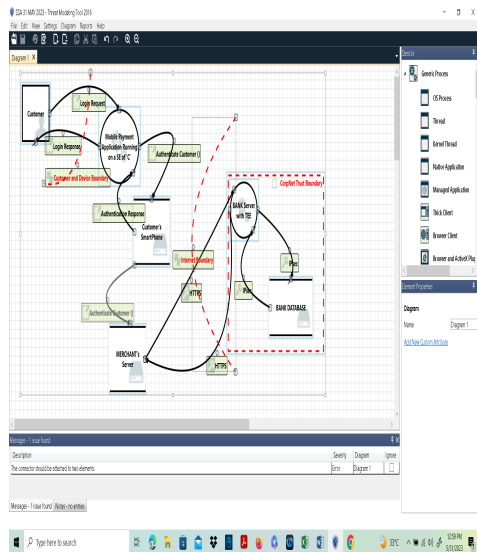 SZA 31 MAY 2023 - Threat Modeling Tool 2016
File Edit View Settings Diagram Reports Help
Diagram 1 X
Stencils
Generic Process
OS Process
Thread
Kernel Thread
Native Application
Managed Application
Thick Client
Browser Client
Browser and ActiveX Plug
Customer
Login Request
Mobile Payment
Application Running
on a SE of 'C'
Login Response
Authenticate Customer ()
Customer and Device Boundary
CorpNet Trust Boundary
BANK Server
with TEE
Authentication Response
Customer's
SmartPhone
Internet Boundary
IPsec
HTTPS
IPsec
BANK DATABASE
Authenticate Customer ()
MERCHANT's
Server
HTTPS
Element Properties
Diagram
Name Diagram 1
Add New Custom Attribute
Messages - 1 issue found
Description Severity Diagram Ignore
The connector should be attached to two elements. Error Diagram 1
Messages - 1 issue found Notes - no entries
Type here to search
33°C
12:59 PM
5/31/2023